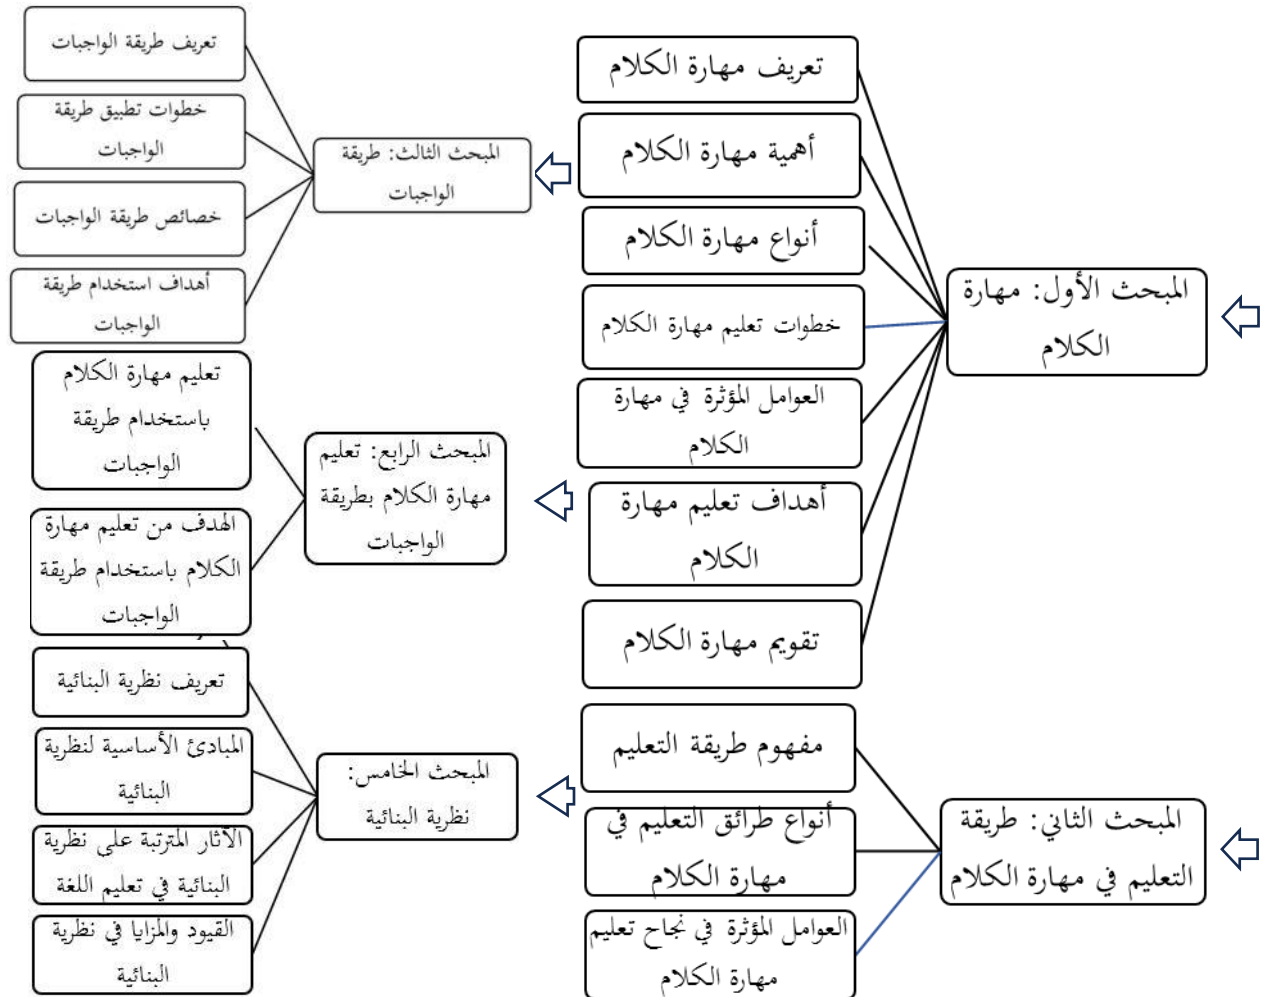 المبحث الأول: مهارة
الكلام
تعريف مهارة الكلام
أهمية مهارة الكلام
أنواع مهارة الكلام
خطوات تعليم مهارة الكلام
العوامل المؤثرة في مهارة
الكلام
أهداف تعليم مهارة
الكلام
تقويم مهارة الكلام
المبحث الثاني: طريقة
التعليم في مهارة الكلام
مفهوم طريقة التعليم
أنواع طرائق التعليم في
مهارة الكلام
العوامل المؤثرة في نجاح تعليم
مهارة الكلام
المبحث الثالث: طريقة
الواجبات
تعريف طريقة الواجبات
خطوات تطبيق طريقة
الواجبات
خصائص طريقة الواجبات
أهداف استخدام طريقة
الواجبات
المبحث الرابع: تعليم
مهارة الكلام بطريقة
الواجبات
تعليم مهارة الكلام
باستخدام طريقة
الواجبات
الهدف من تعليم مهارة
الكلام باستخدام طريقة
الواجبات
المبحث الخامس:
نظرية البنائية
تعريف نظرية البنائية
المبادئ الأساسية لنظرية
البنائية
الآثار المترتبة على نظرية
البنائية في تعليم اللغة
القيود والمزايا في نظرية
البنائية